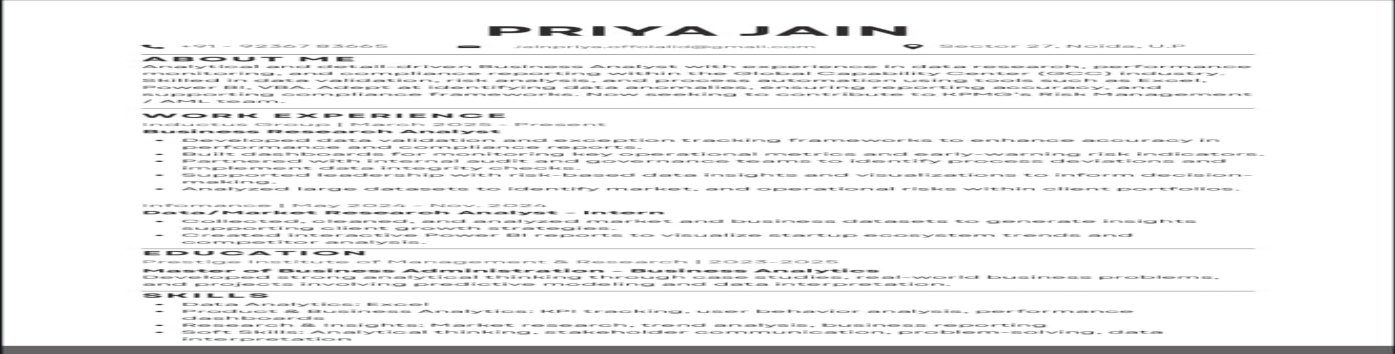 PRIYA JAIN
+91 - 92367 83665 jainpriya.officialid@gmail.com Sector 27, Noida, U.P
ABOUT ME
Analytical and detail-driven Business Analyst with experience in data research, performance
monitoring, and compliance reporting within the Global Capability Center (GCC) industry.
Skilled in data validation, risk analysis, and process automation using tools such as Excel,
Power BI, VBA. Adept at identifying data anomalies, ensuring reporting accuracy, and
supporting compliance frameworks. Now seeking to contribute to KPMG's Risk Management
/ AML team.
WORK EXPERIENCE
Inductus Group | March 2025 - Present
Business Research Analyst
• Developed data validation and exception tracking frameworks to enhance accuracy in
performance and compliance reports.
• Built dashboards for monitoring key operational metrics and early-warning risk indicators.
• Partnered with internal audit and governance teams to identify process deviations and
implement data integrity checks.
• Supported leadership with risk-based data insights and visualizations to inform decision-
making.
• Analyzed large datasets to identify market, and operational risks within client portfolios.
Infomance | May 2024 - Nov. 2024
Data/Market Research Analyst - Intern
• Collected, cleaned, and analyzed market and business datasets to generate insights
supporting client growth strategies.
• Created interactive Power BI reports to visualize startup ecosystem trends and
competitor analysis.
EDUCATION
Prestige Institute of Management & Research | 2023-2025
Master of Business Administration - Business Analytics
Developed strong analytical thinking through case studies, real-world business problems,
and projects involving predictive modeling and data interpretation.
SKILLS
• Data Analytics: Excel
• Product & Business Analytics: KPI tracking, user behavior analysis, performance
dashboards
• Research & Insights: Market research, trend analysis, business reporting
• Soft Skills: Analytical thinking, stakeholder communication, problem-solving, data
interpretation